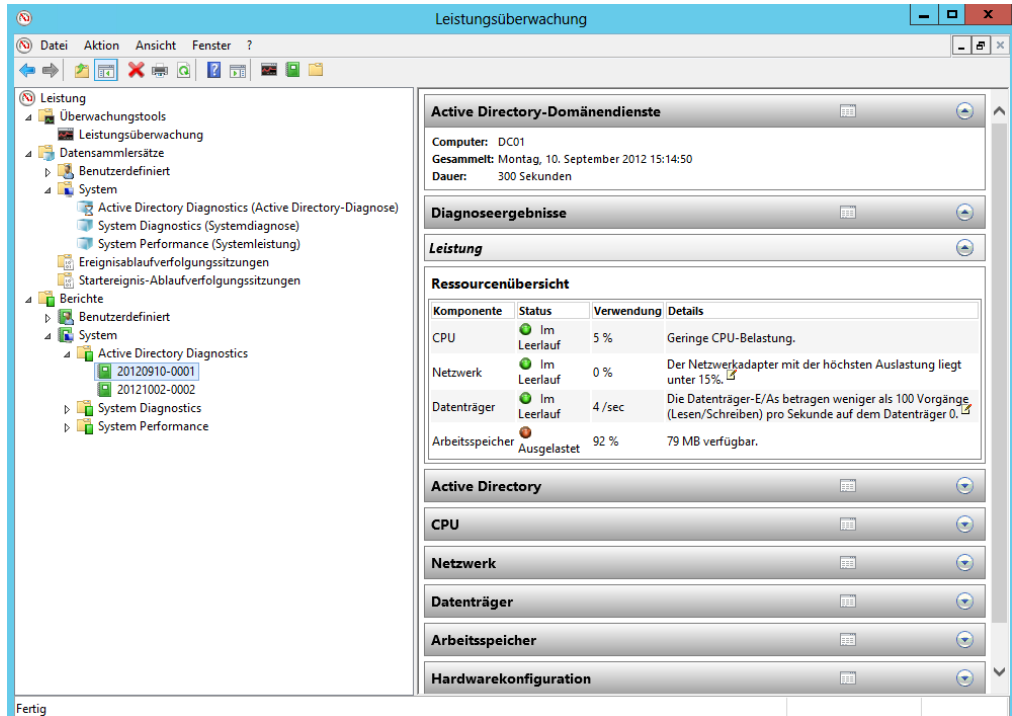 Leistungsüberwachung
Datei Aktion Ansicht Fenster ?
Leistung
Überwachungstools
Leistungsüberwachung
Datensammlersätze
Benutzerdefiniert
System
Active Directory Diagnostics (Active Directory-Diagnose)
System Diagnostics (Systemdiagnose)
System Performance (Systemleistung)
Ereignisablaufverfolgungssitzungen
Startereignis-Ablaufverfolgungssitzungen
Berichte
Benutzerdefiniert
System
Active Directory Diagnostics
20120910-0001
20121002-0002
System Diagnostics
System Performance
Active Directory-Domänendienste
Computer: DC01
Gesammelt: Montag, 10. September 2012 15:14:50
Dauer: 300 Sekunden
Diagnoseergebnisse
Leistung
Ressourcenübersicht
Komponente Status Verwendung Details
CPU Im Leerlauf 5 % Geringe CPU-Belastung.
Netzwerk Im Leerlauf 0 % Der Netzwerkadapter mit der höchsten Auslastung liegt
unter 15%.
Datenträger Im Leerlauf 4 /sec Die Datenträger-E/As betragen weniger als 100 Vorgänge
(Lesen/Schreiben) pro Sekunde auf dem Datenträger 0.
Arbeitsspeicher Ausgelastet 92 % 79 MB verfügbar.
Active Directory
CPU
Netzwerk
Datenträger
Arbeitsspeicher
Hardwarekonfiguration
Fertig